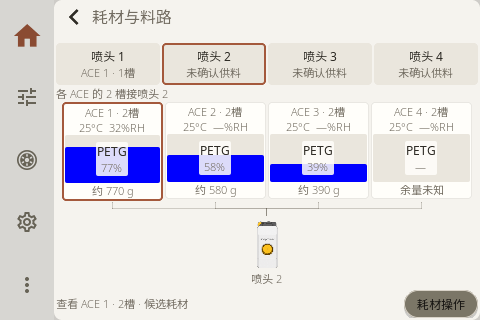 耗材与料路
喷头 1
ACE 1 · 1槽
喷头 2
未确认供料
喷头 3
未确认供料
喷头 4
未确认供料
各 ACE 的 2 槽接喷头 2
ACE 1 · 2槽
25°C 32%RH
PETG
77%
约 770 g
ACE 2 · 2槽
25°C —%RH
PETG
58%
约 580 g
ACE 3 · 2槽
25°C —%RH
PETG
39%
约 390 g
ACE 4 · 2槽
25°C —%RH
PETG
—
余量未知
喷头 2
查看 ACE 1 · 2槽 · 候选耗材
耗材操作